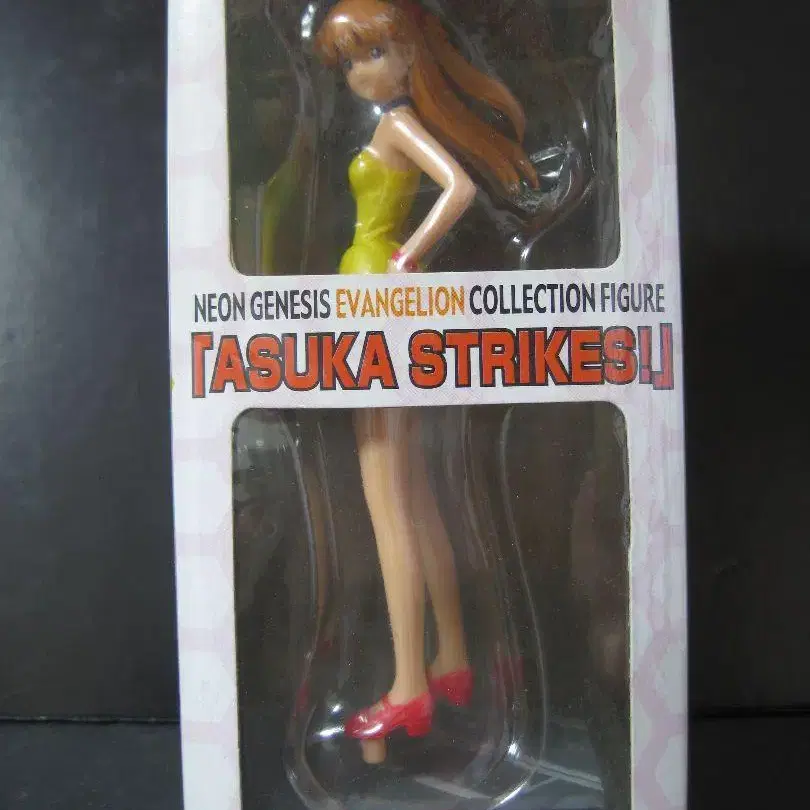 NEON GENESIS EVANGELION COLLECTION FIGURE
「ASUKA STRIKES!」